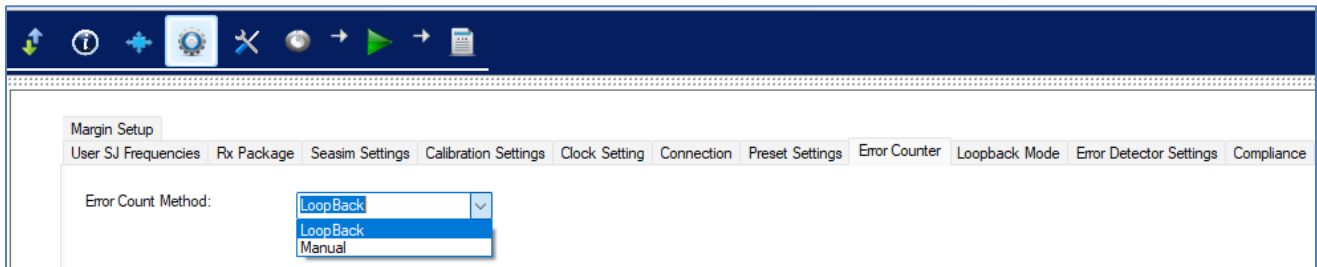 Margin Setup
User SJ Frequencies Rx Package Seasim Settings Calibration Settings Clock Setting Connection Preset Settings Error Counter Loopback Mode Error Detector Settings Compliance
Error Count Method: LoopBack
LoopBack
Manual